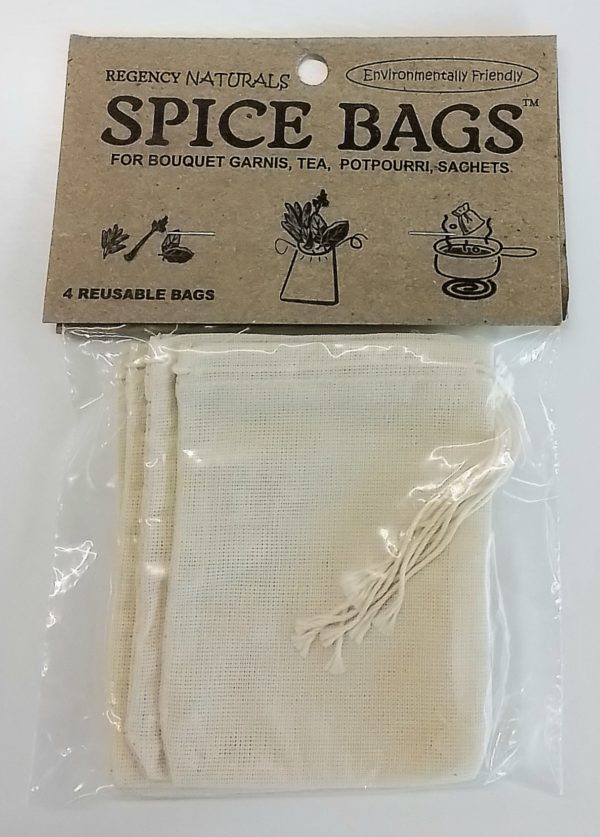 REGENCY NATURALS
Environmentally Friendly
SPICE BAGS™
FOR BOUQUET GARNIS, TEA, POTPOURRI, SACHETS
4 REUSABLE BAGS